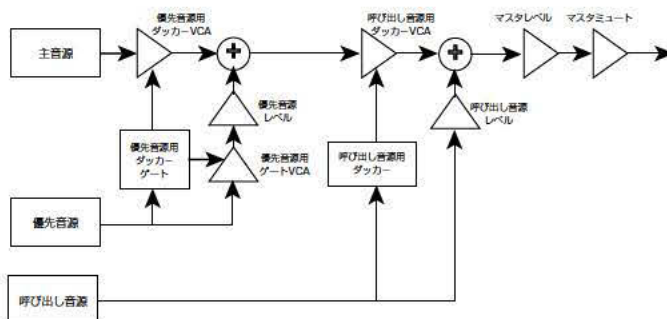 優先音源用
ダッカーVCA
呼び出し音源用
ダッカーVCA
マスタレベル
マスタミュート
主音源
優先音源
レベル
呼び出し音源
レベル
優先音源用
ダッカー
ゲート
優先音源用
ゲートVCA
呼び出し音源用
ダッカー
優先音源
呼び出し音源